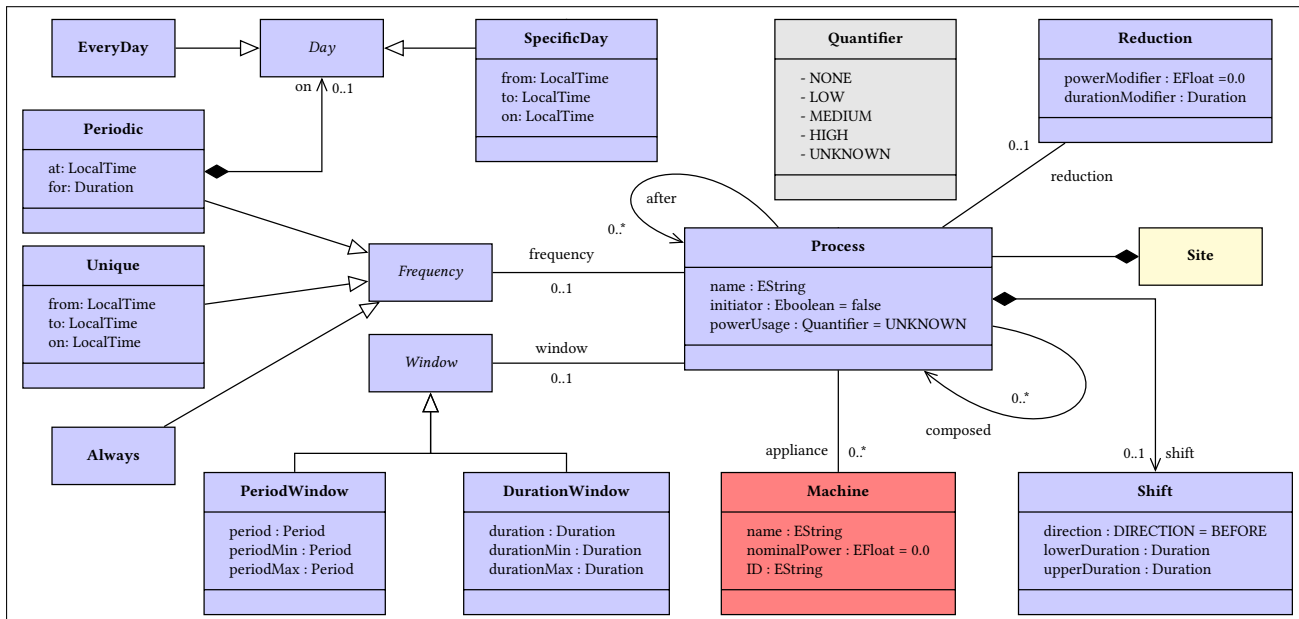 EveryDay
Day
SpecificDay
from: LocalTime
to: LocalTime
on: LocalTime
Quantifier
- NONE
- LOW
- MEDIUM
- HIGH
- UNKNOWN
Reduction
powerModifier : EFloat =0.0
durationModifier : Duration
on
0..1
Periodic
at: LocalTime
for: Duration
0..1
reduction
after
0..*
Process
name : EString
initiator : Eboolean = false
powerUsage : Quantifier = UNKNOWN
Site
Unique
from: LocalTime
to: LocalTime
on: LocalTime
Frequency
frequency
0..1
Window
window
0..1
0..*
composed
Always
appliance
0..*
0..1
shift
PeriodWindow
period : Period
periodMin : Period
periodMax : Period
DurationWindow
duration : Duration
durationMin : Duration
durationMax : Duration
Machine
name : EString
nominalPower : EFloat = 0.0
ID : EString
Shift
direction : DIRECTION = BEFORE
lowerDuration : Duration
upperDuration : Duration